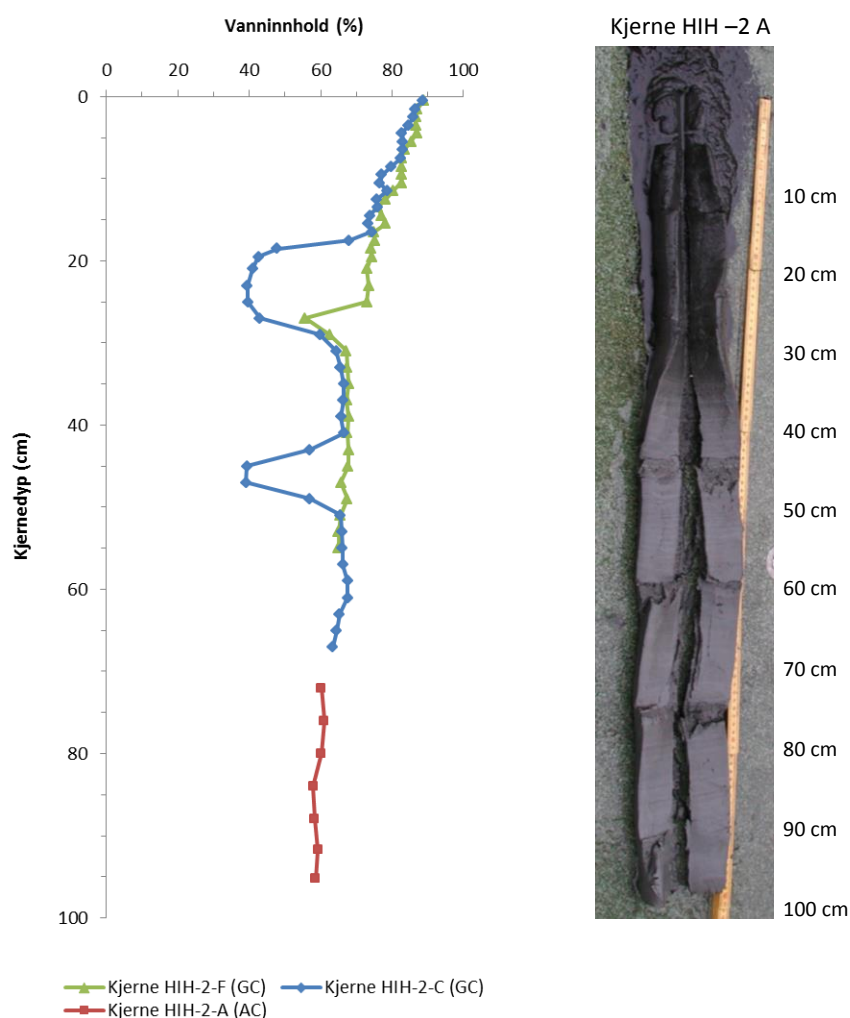 Vanninnhold (%)
0 20 40 60 80 100
0
20
40
60
80
100
Kjernedyp (cm)
Kjerne HIH-2-F (GC)
Kjerne HIH-2-C (GC)
Kjerne HIH-2-A (AC)
Kjerne HIH –2 A
10 cm
20 cm
30 cm
40 cm
50 cm
60 cm
70 cm
80 cm
90 cm
100 cm